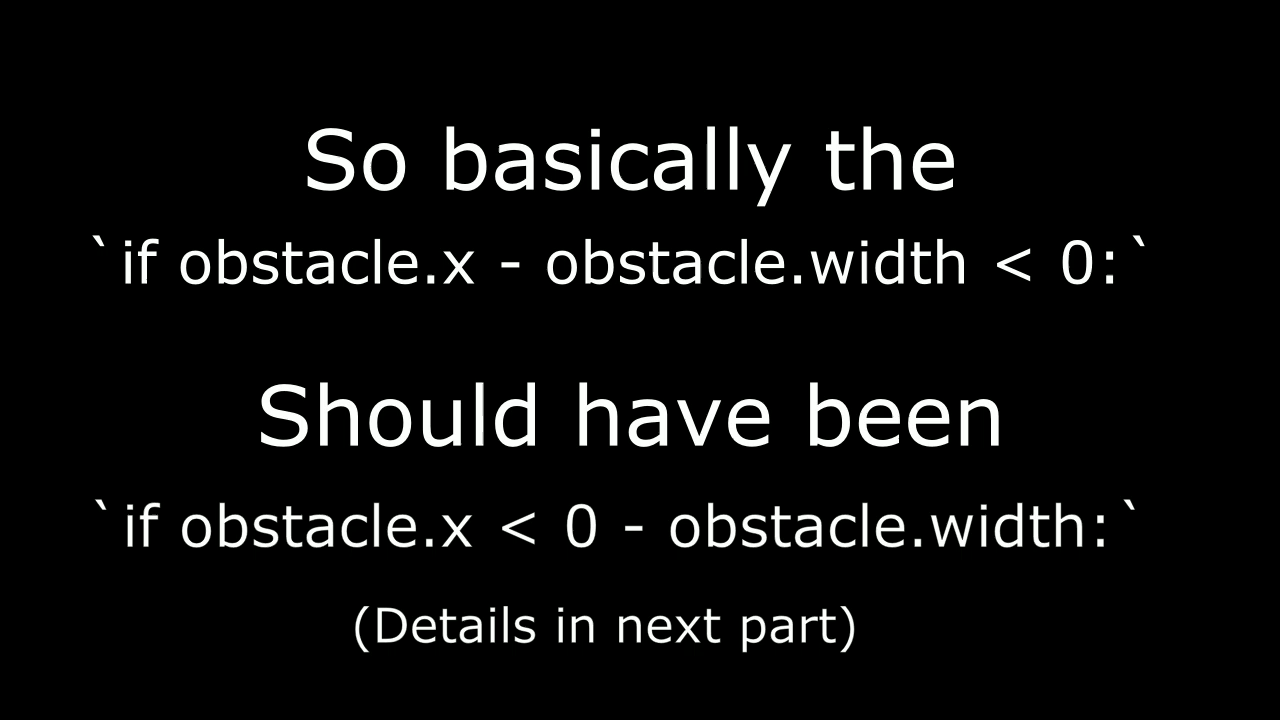 So basically the
`if obstacle.x - obstacle.width < 0:`
Should have been
`if obstacle.x < 0 - obstacle.width:`
(Details in next part)